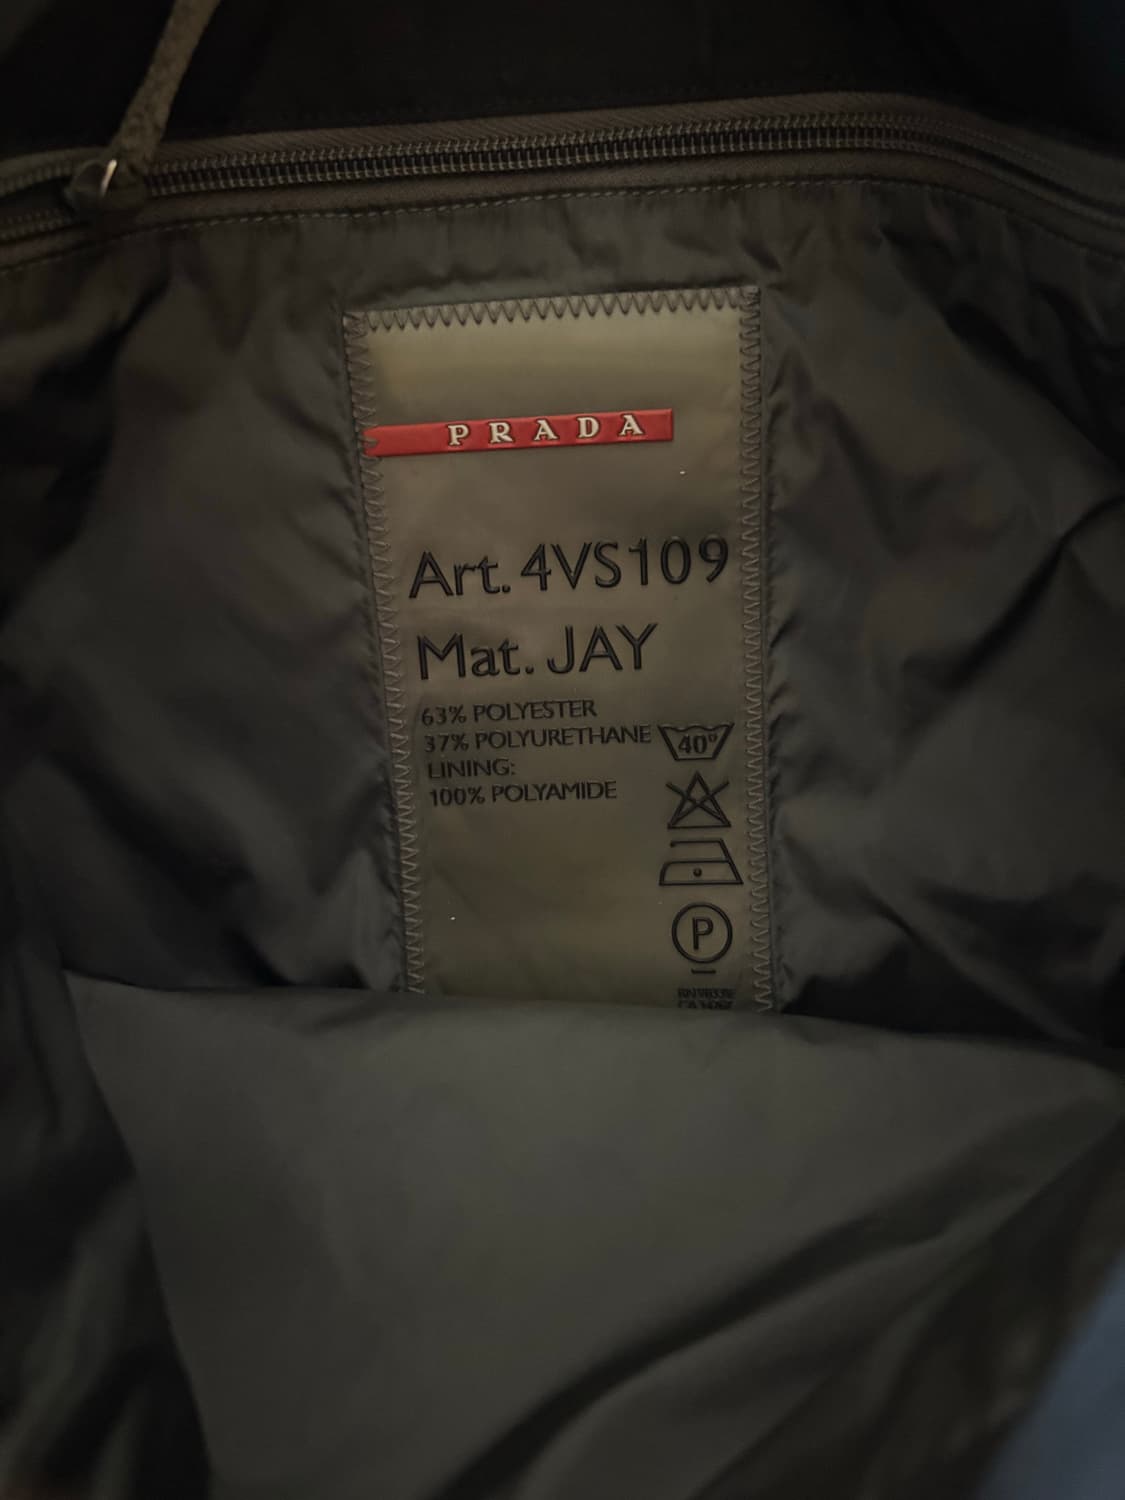 PRADA
Art. 4VS109
Mat. JAY
63% POLYESTER
37% POLYURETHANE
40°
LINING:
100% POLYAMIDE
P